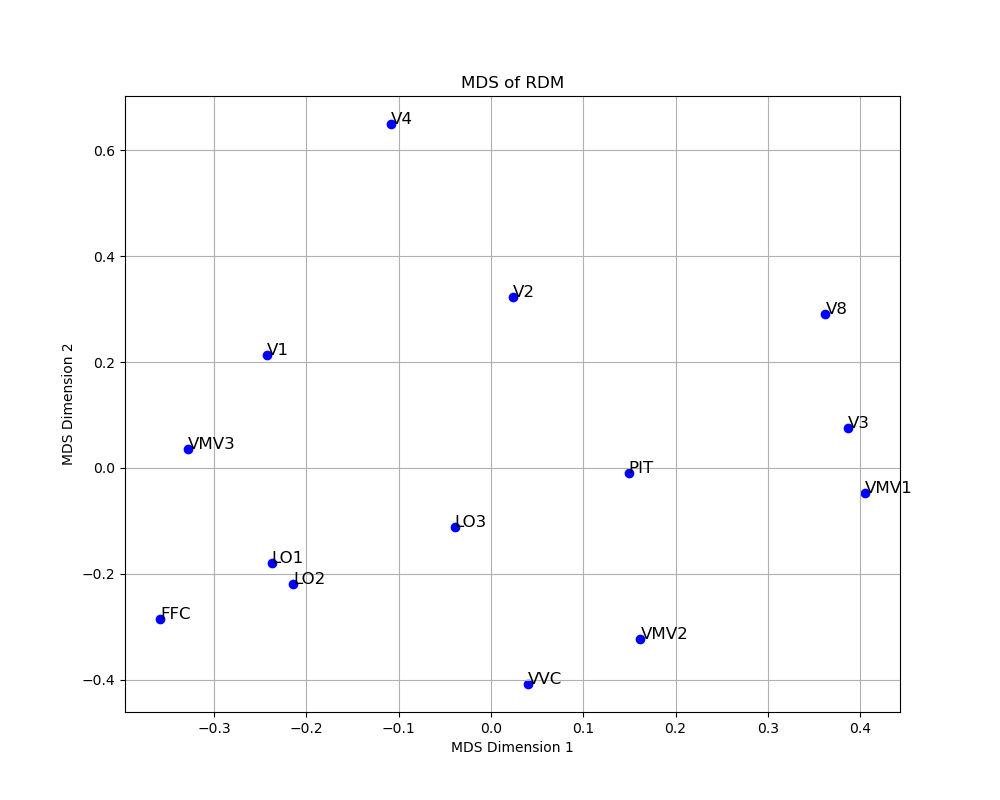 MDS of RDM
V4
0.6
0.4
V2
V8
V1
0.2
V3
VMV3
0.0
PIT
VMV1
LO3
LO1
LO2
−0.2
FFC
VMV2
VVC
−0.4
MDS Dimension 2
−0.3 −0.2 −0.1 0.0 0.1 0.2 0.3 0.4
MDS Dimension 1